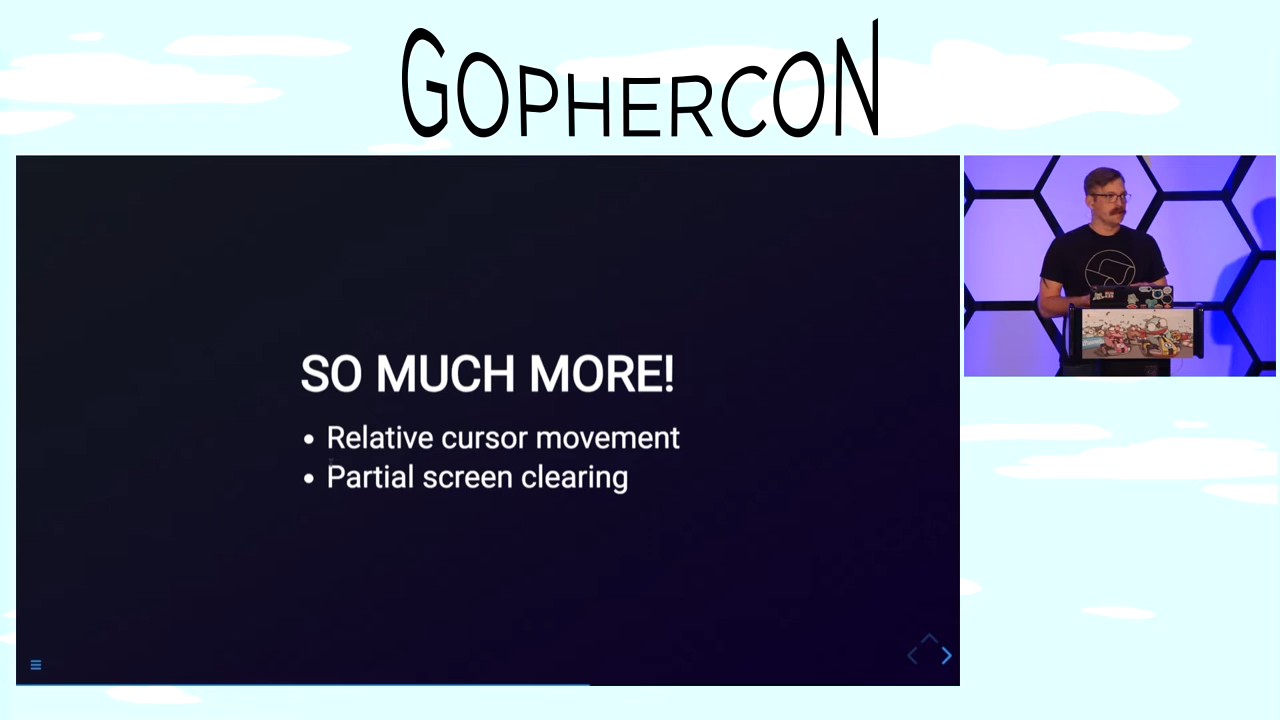 GOPHERCON
SO MUCH MORE!
• Relative cursor movement
• Partial screen clearing